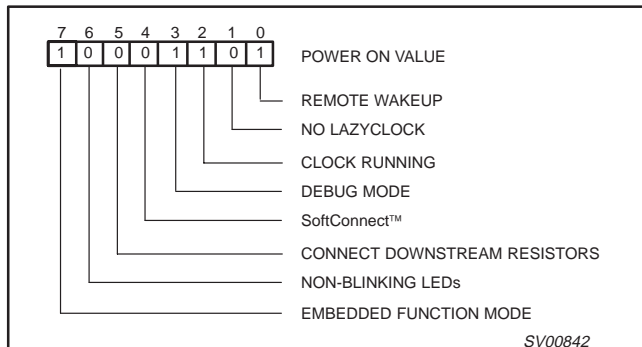 7 6 5 4 3 2 1 0
1 0 0 0 1 1 0 1 POWER ON VALUE
REMOTE WAKEUP
NO LAZYCLOCK
CLOCK RUNNING
DEBUG MODE
SoftConnect™
CONNECT DOWNSTREAM RESISTORS
NON-BLINKING LEDs
EMBEDDED FUNCTION MODE
SV00842